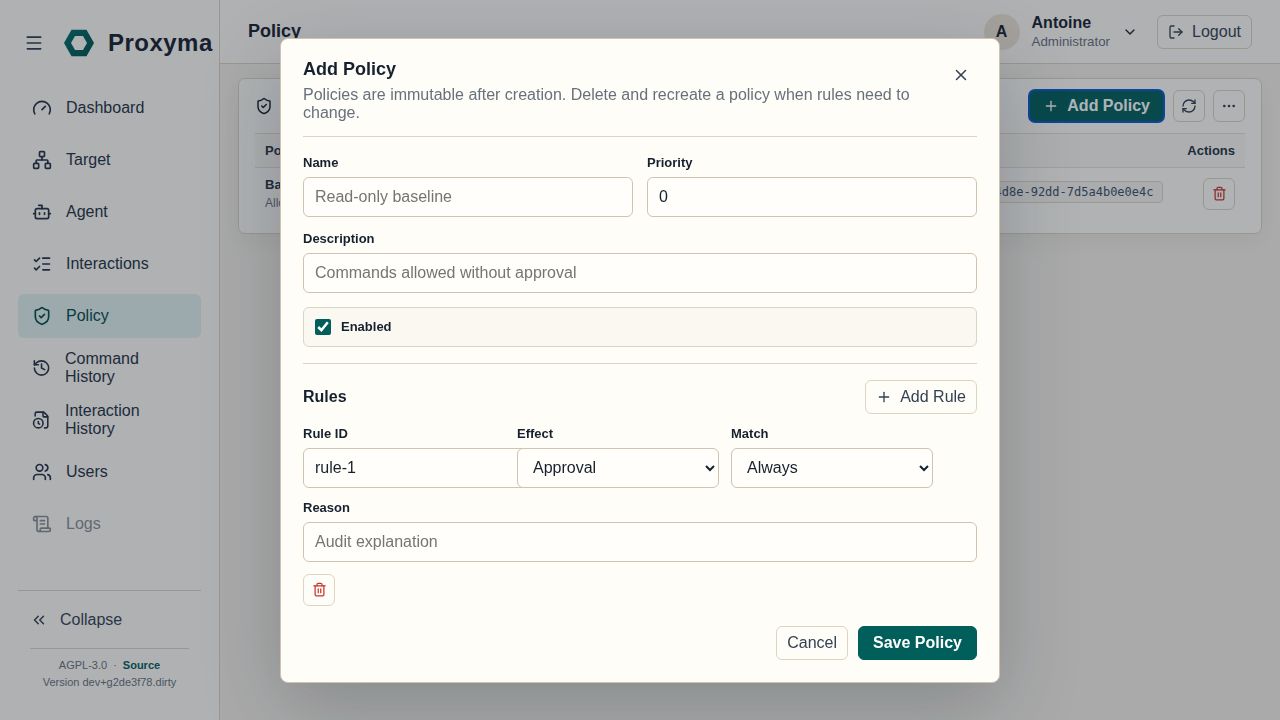 Proxyma
Policy
A
Antoine
Administrator
Logout
Dashboard
Target
Agent
Interactions
Policy
Command
History
Interaction
History
Users
Logs
Collapse
AGPL-3.0 · Source
Version dev+g2de3f78.dirty
Add Policy
Actions
d8e-92dd-7d5a4b0e0e4c
Add Policy
Policies are immutable after creation. Delete and recreate a policy when rules need to
change.
Name
Priority
Read-only baseline
0
Description
Commands allowed without approval
Enabled
Rules
Add Rule
Rule ID
Effect
Match
rule-1
Approval
Always
Reason
Audit explanation
Cancel
Save Policy